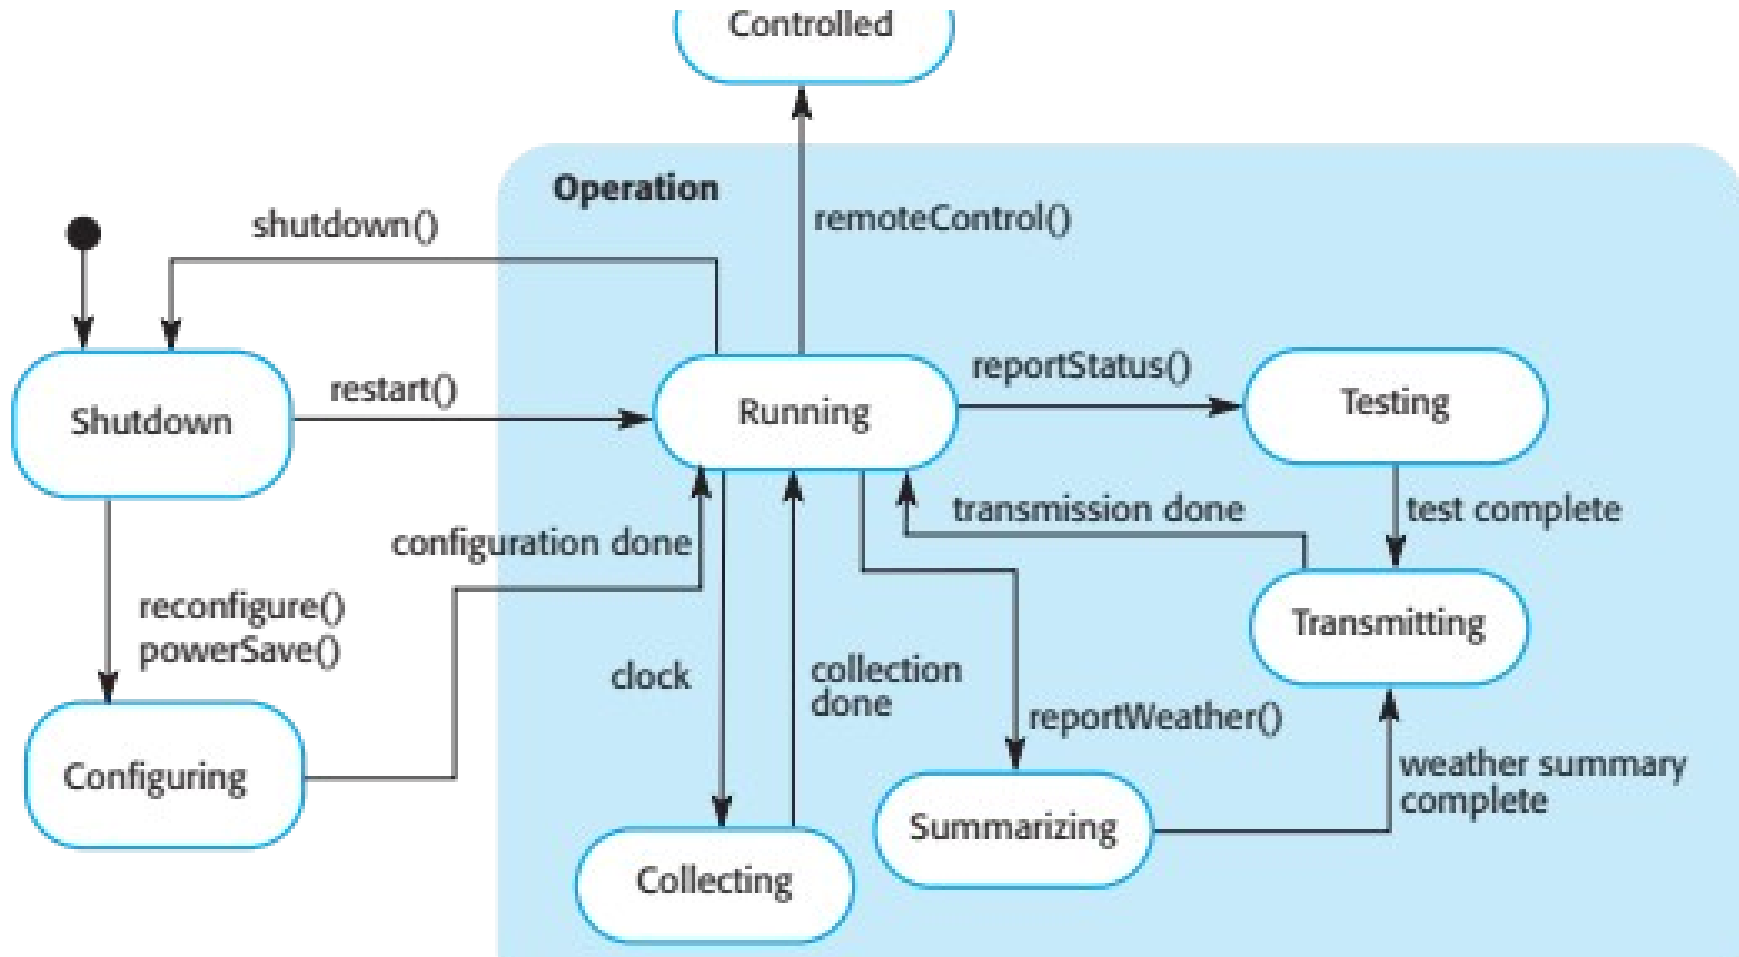 Controlled
Operation
shutdown()
remoteControl()
restart()
reportStatus()
Shutdown
Running
Testing
transmission done
test complete
configuration done
reconfigure()
powerSave()
Transmitting
clock
collection
done
reportWeather()
weather summary
complete
Configuring
Summarizing
Collecting